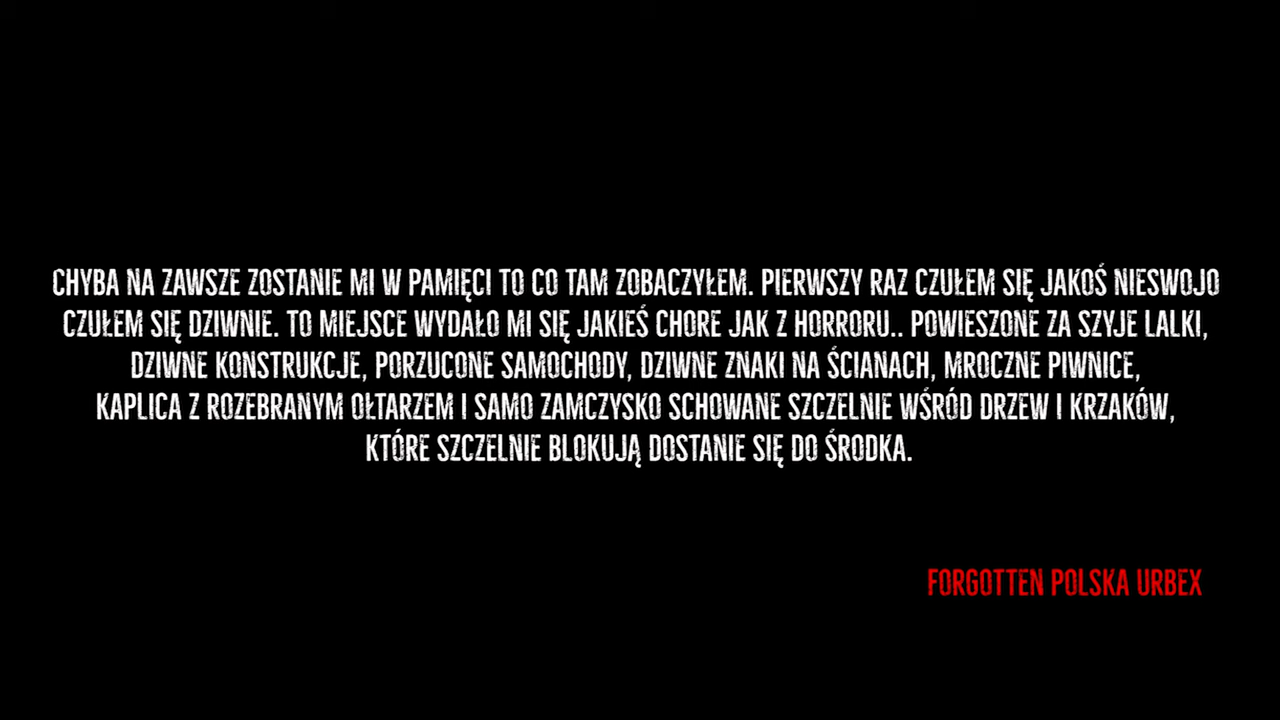 CHYBA NA ZAWSZE ZOSTANIE MI W PAMIĘCI TO CO TAM ZOBACZYŁEM. PIERWSZY RAZ CZUŁEM SIĘ JAKOŚ NIESWOJO
CZUŁEM SIĘ DZIWNIE. TO MIEJSCE WYDAŁO MI SIĘ JAKIEŚ CHORE JAK Z HORRORU.. POWIESZONE ZA SZYJE LALKI,
DZIWNE KONSTRUKCJE, PORZUCONE SAMOCHODY, DZIWNE ZNAKI NA ŚCIANACH, MROCZNE PIWNICE,
KAPLICA Z ROZEBRANYM OŁTARZEM I SAMO ZAMCZYSKO SCHOWANE SZCZELNIE WŚRÓD DRZEW I KRZAKÓW,
KTÓRE SZCZELNIE BLOKUJĄ DOSTANIE SIĘ DO ŚRODKA.
FORGOTTEN POLSKA URBEX